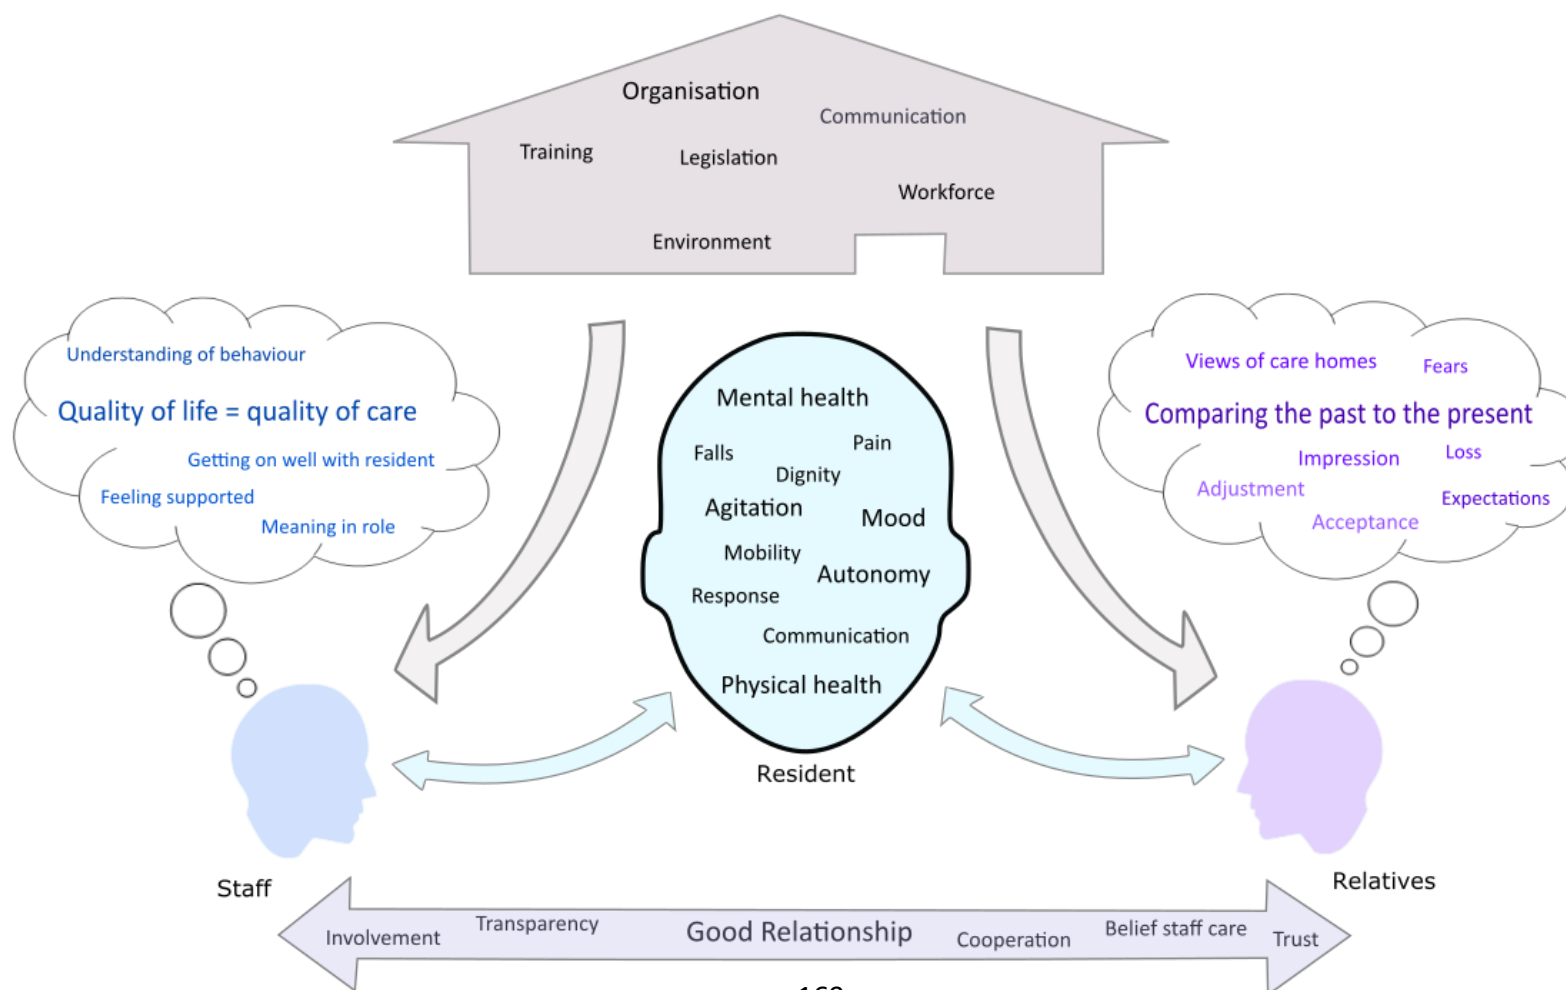 Organisation
Communication
Training
Legislation
Workforce
Environment
Understanding of behaviour
Quality of life = quality of care
Getting on well with resident
Feeling supported
Meaning in role
Views of care homes
Fears
Comparing the past to the present
Impression
Loss
Adjustment
Expectations
Acceptance
Mental health
Falls
Pain
Dignity
Agitation
Mood
Mobility
Autonomy
Response
Communication
Physical health
Resident
Staff
Relatives
Involvement
Transparency
Good Relationship
Cooperation
Belief staff care
Trust